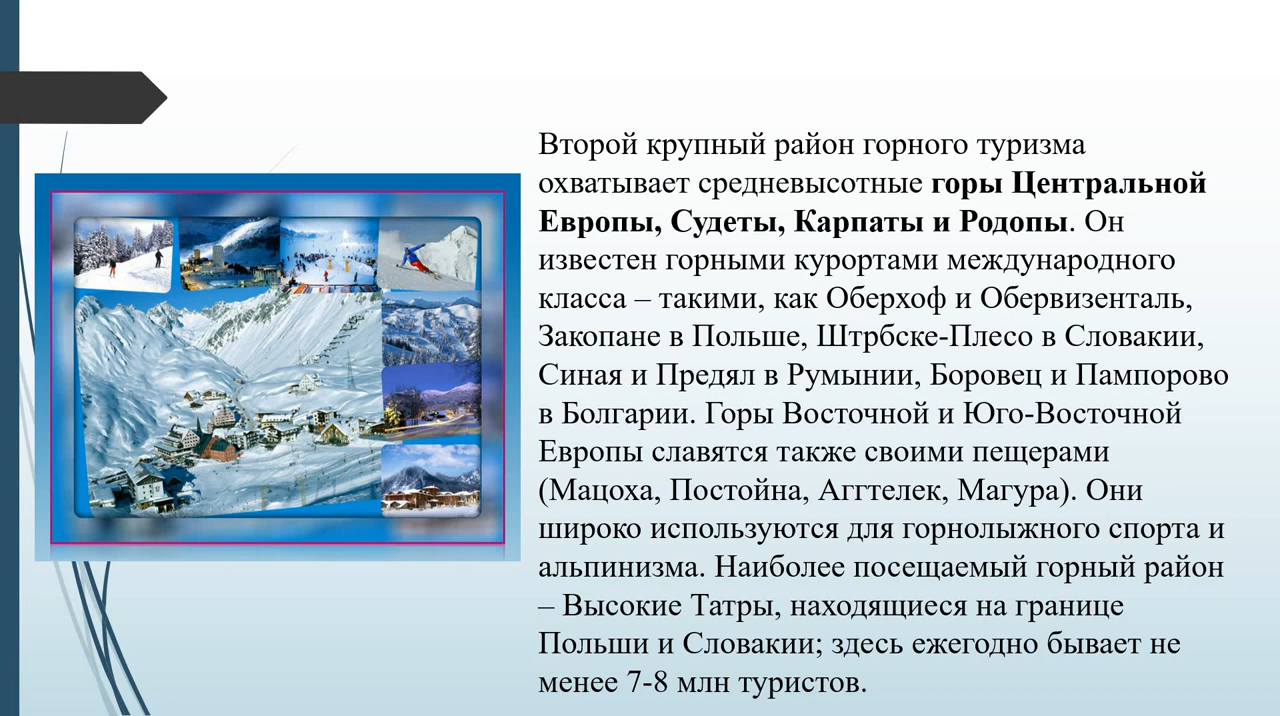 Второй крупный район горного туризма
охватывает средневысотные горы Центральной
Европы, Судеты, Карпаты и Родопы. Он
известен горными курортами международного
класса – такими, как Оберхоф и Обервизенталь,
Закопане в Польше, Штрбске-Плесо в Словакии,
Синая и Предял в Румынии, Боровец и Пампорово
в Болгарии. Горы Восточной и Юго-Восточной
Европы славятся также своими пещерами
(Мацоха, Постойна, Аггтелек, Магура). Они
широко используются для горнолыжного спорта и
альпинизма. Наиболее посещаемый горный район
– Высокие Татры, находящиеся на границе
Польши и Словакии; здесь ежегодно бывает не
менее 7-8 млн туристов.